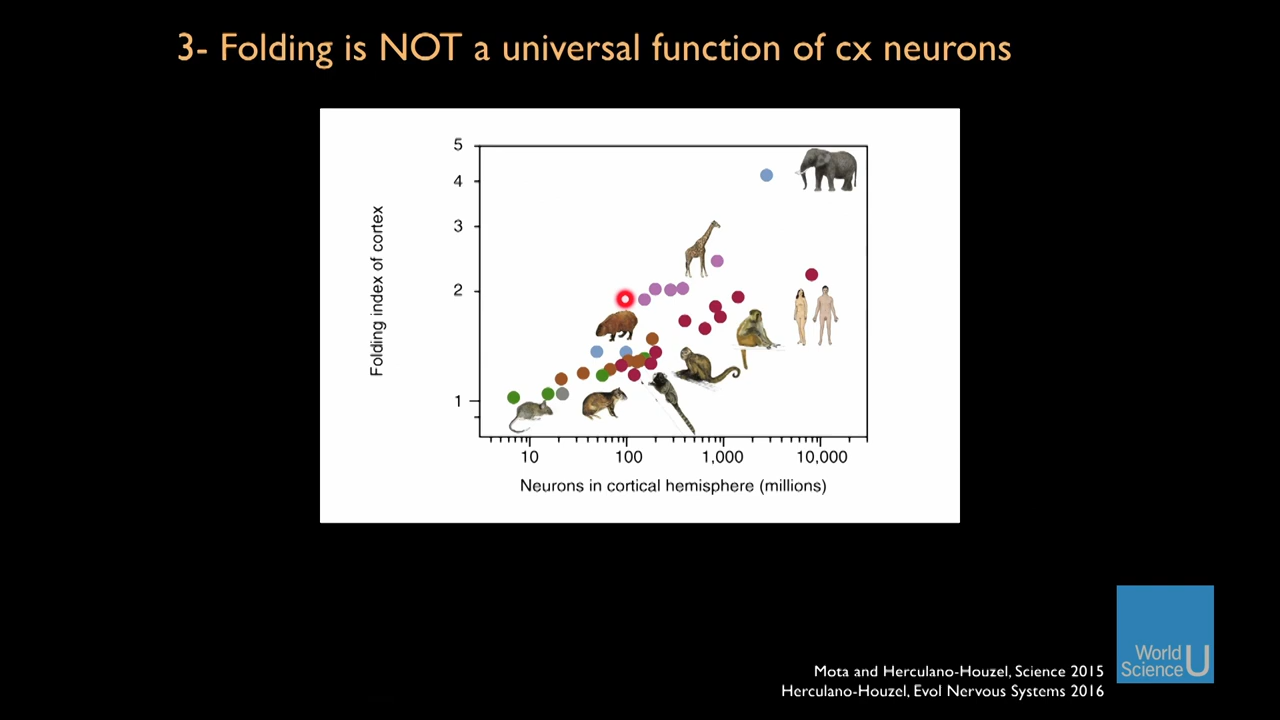 3- Folding is NOT a universal function of cx neurons
5
4
3
2
1
Folding index of cortex
10 100 1,000 10,000
Neurons in cortical hemisphere (millions)
World
Science U
Mota and Herculano-Houzel, Science 2015
Herculano-Houzel, Evol Nervous Systems 2016